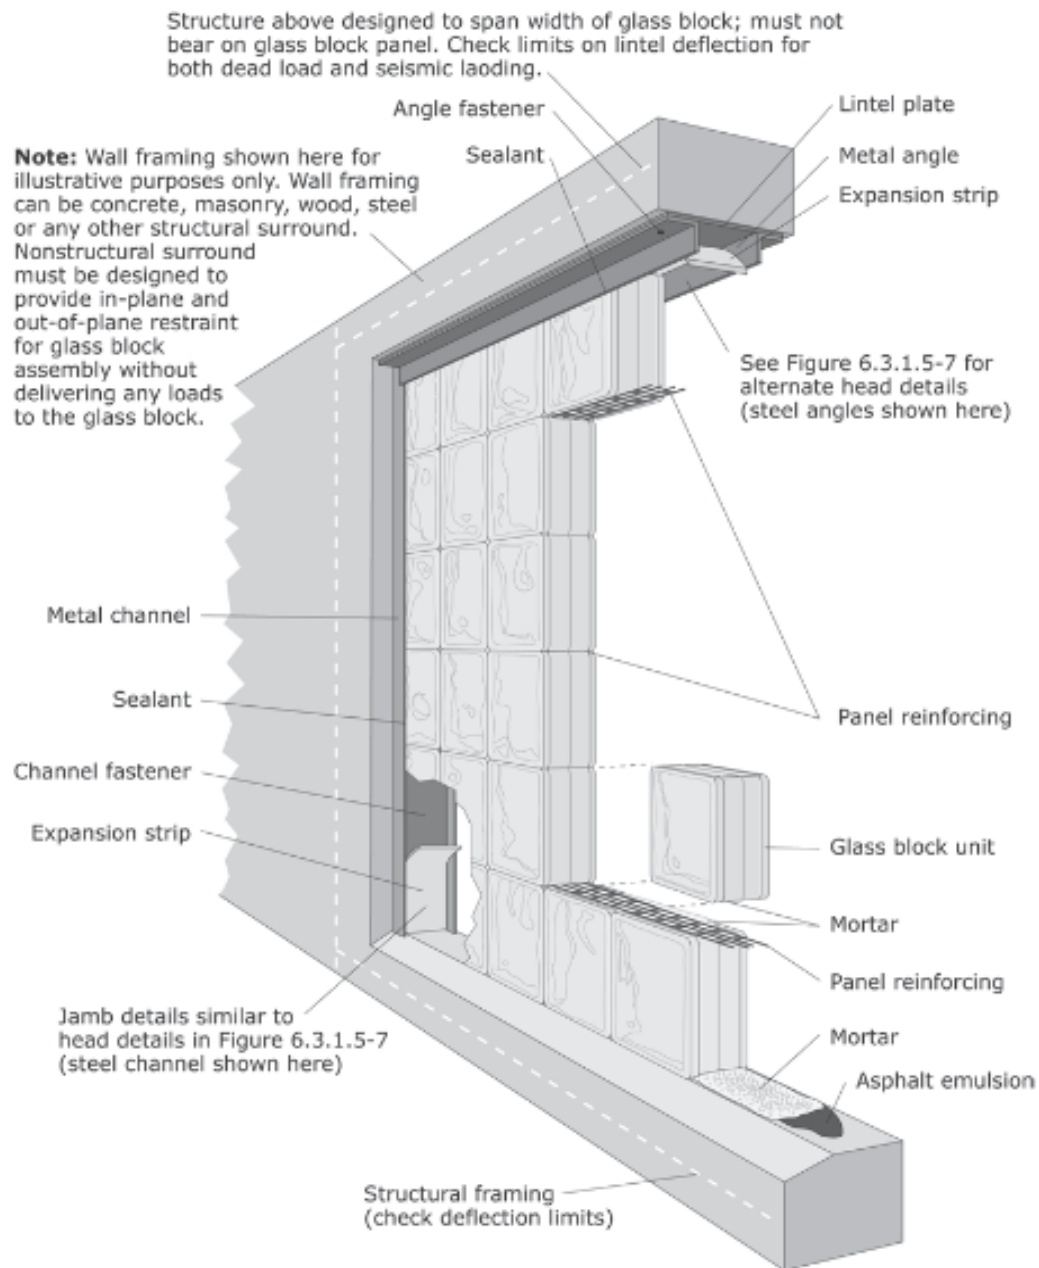 Structure above designed to span width of glass block; must not
bear on glass block panel. Check limits on lintel deflection for
both dead load and seismic laoding.
Angle fastener
Sealant
Lintel plate
Metal angle
Expansion strip
Note: Wall framing shown here for
illustrative purposes only. Wall framing
can be concrete, masonry, wood, steel
or any other structural surround.
Nonstructural surround
must be designed to
provide in-plane and
out-of-plane restraint
for glass block
assembly without
delivering any loads
to the glass block.
See Figure 6.3.1.5-7 for
alternate head details
(steel angles shown here)
Metal channel
Sealant
Channel fastener
Expansion strip
Panel reinforcing
Glass block unit
Mortar
Panel reinforcing
Mortar
Asphalt emulsion
Jamb details similar to
head details in Figure 6.3.1.5-7
(steel channel shown here)
Structural framing
(check deflection limits)